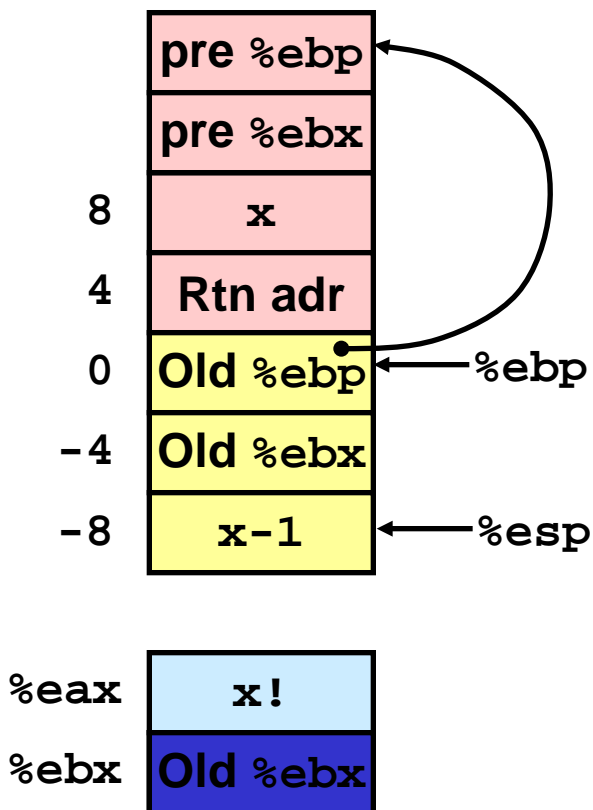 pre %ebp
pre %ebx
8 x
4 Rtn adr
0 Old %ebp %ebp
-4 Old %ebx
-8 x-1 %esp
%eax x!
%ebx Old %ebx